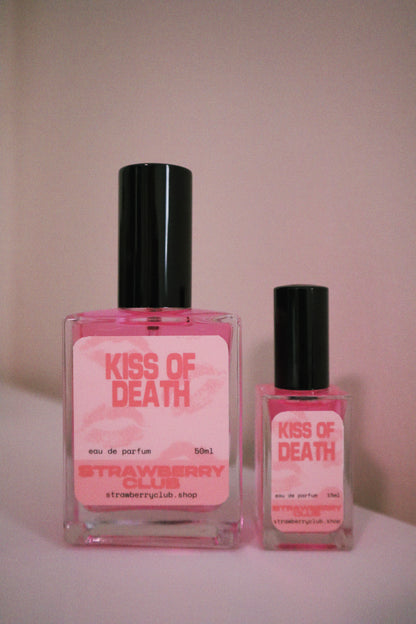 KISS OF
DEATH
eau de parfum 50ml
STRAWBERRY
CLUB
strawberryclub.shop
KISS OF
DEATH
eau de parfum 15ml
STRAWBERRY
CLUB
strawberryclub.shop